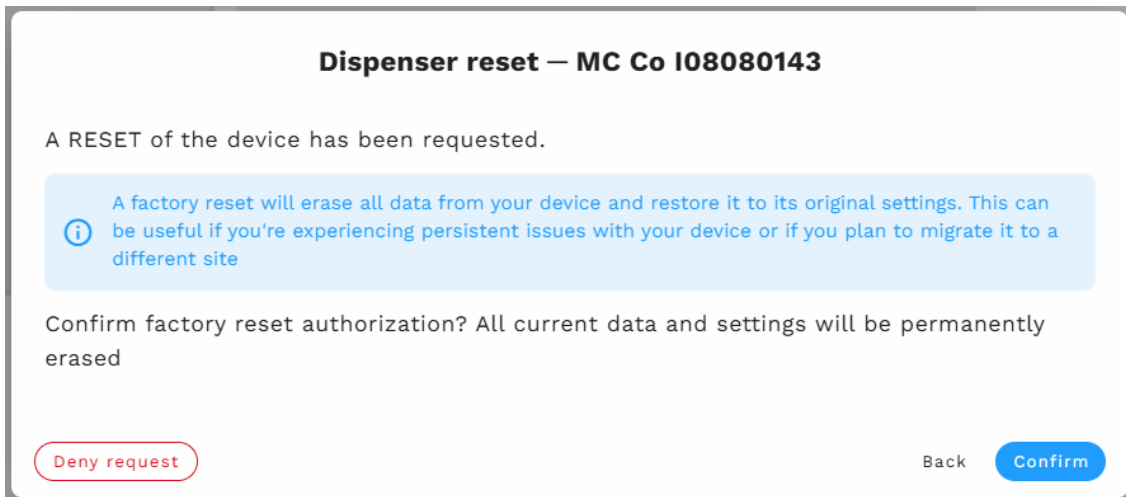 Dispenser reset — MC Co I08080143
A RESET of the device has been requested.
A factory reset will erase all data from your device and restore it to its original settings. This can
be useful if you're experiencing persistent issues with your device or if you plan to migrate it to a
different site
Confirm factory reset authorization? All current data and settings will be permanently
erased
Deny request
Back
Confirm